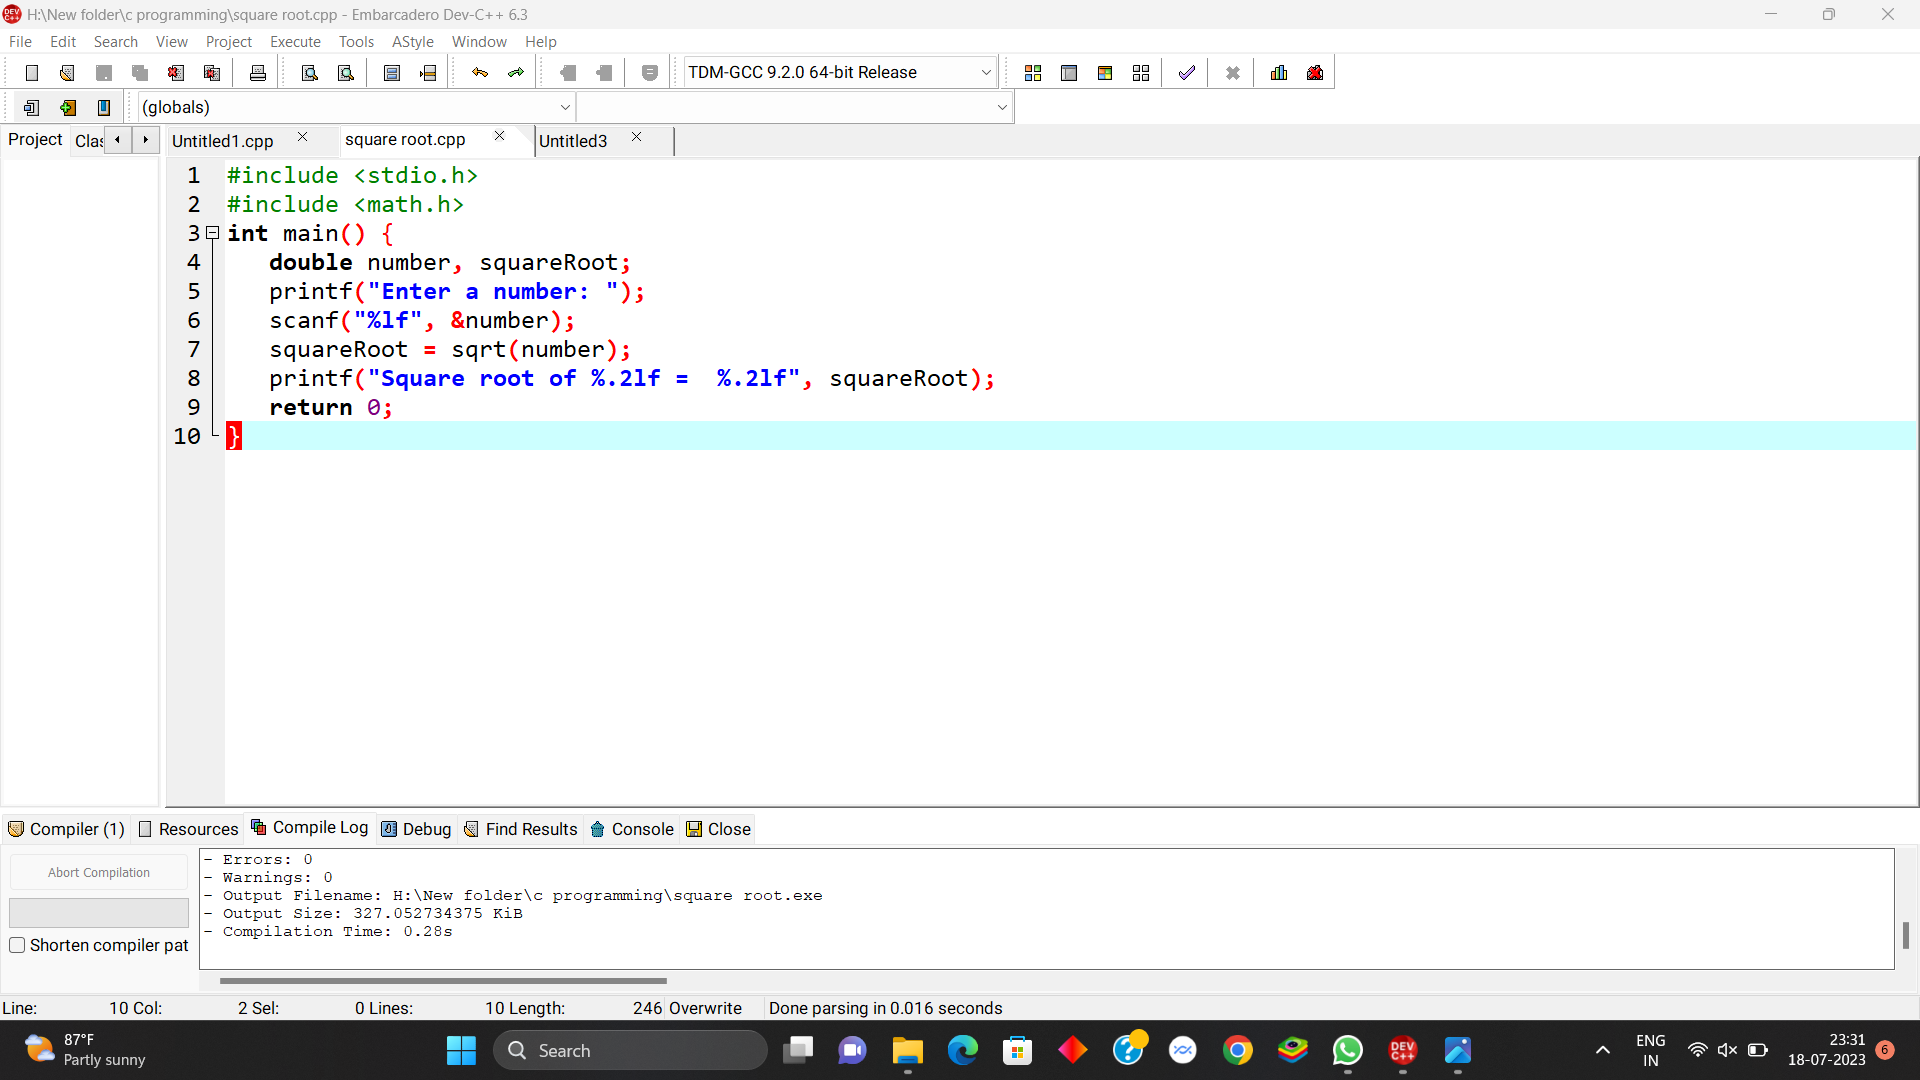 H:\New folder\c programming\square root.cpp - Embarcadero Dev-C++ 6.3
File Edit Search View Project Execute Tools AStyle Window Help
TDM-GCC 9.2.0 64-bit Release
(globals)
Project Clas Untitled1.cpp square root.cpp Untitled3
1 #include <stdio.h>
2 #include <math.h>
3 int main() {
4 double number, squareRoot;
5 printf("Enter a number: ");
6 scanf("%lf", &number);
7 squareRoot = sqrt(number);
8 printf("Square root of %.2lf =  %.2lf", squareRoot);
9 return 0;
10 }
Compiler (1) Resources Compile Log Debug Find Results Console Close
Abort Compilation
Shorten compiler pat
- Errors: 0
- Warnings: 0
- Output Filename: H:\New folder\c programming\square root.exe
- Output Size: 327.052734375 KiB
- Compilation Time: 0.28s
Line: 10 Col: 2 Sel: 0 Lines: 10 Length: 246 Overwrite Done parsing in 0.016 seconds
87°F
Partly sunny
Search
DEV C++
ENG
IN
23:31
18-07-2023
6